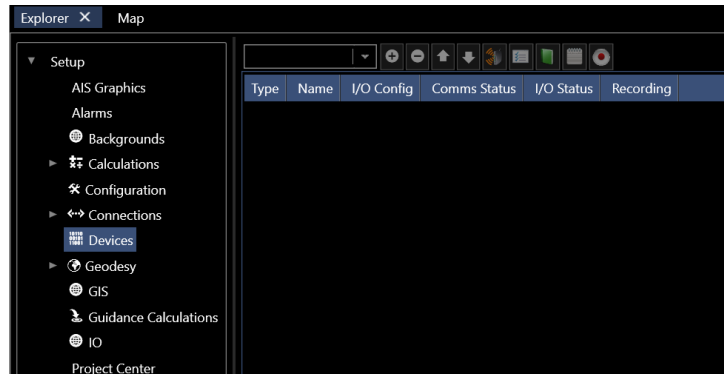 Explorer Map
Setup
AIS Graphics
Alarms
Backgrounds
Calculations
Configuration
Connections
Devices
Geodesy
GIS
Guidance Calculations
IO
Project Center
Type Name I/O Config Comms Status I/O Status Recording